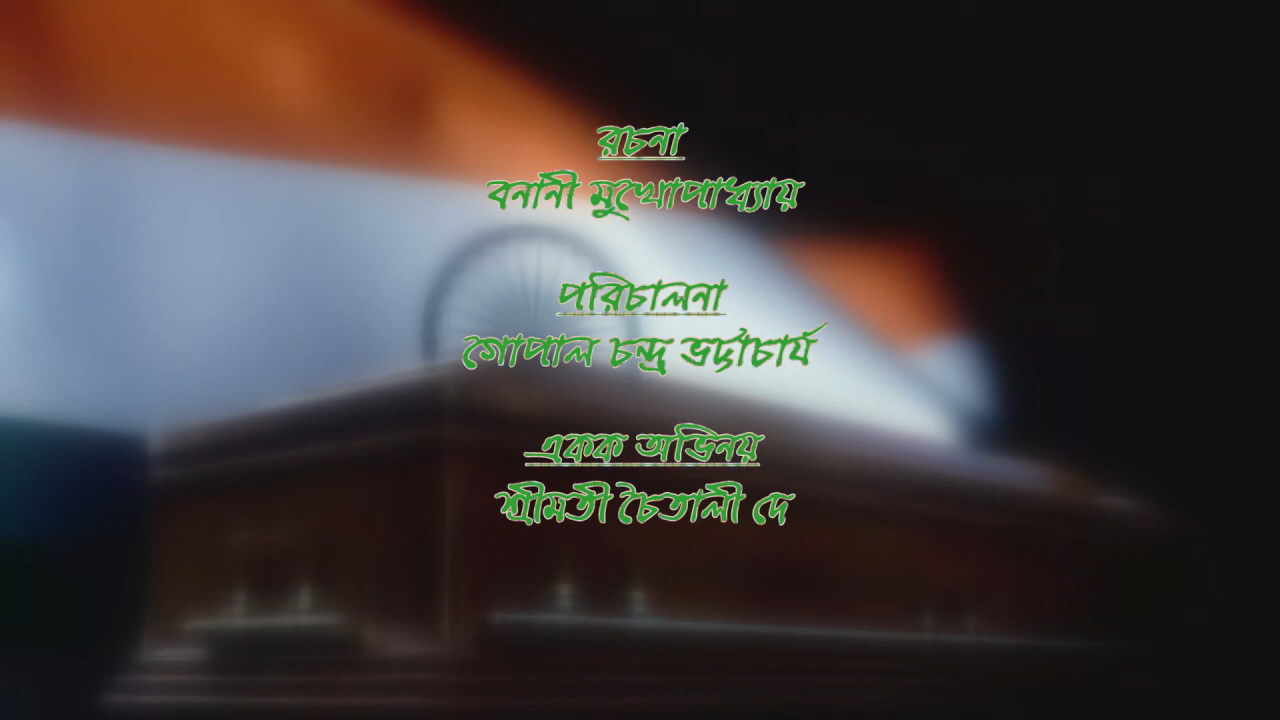 রচনা
বনানী মুখোপাধ্যায়
পরিচালনা
গোপাল চন্দ্র ভট্টাচার্য
একক অভিনয়
শ্রীমতী চৈতালী দে